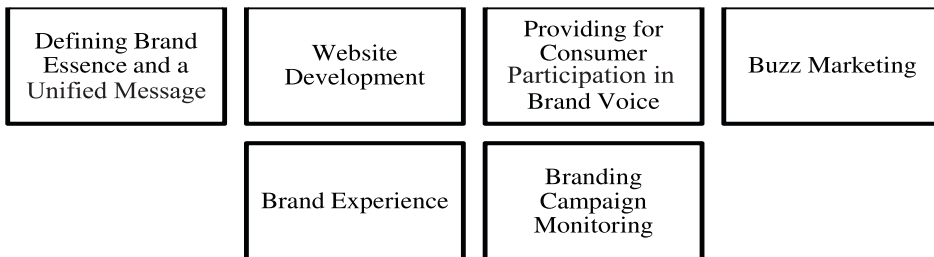 Defining Brand
Essence and a
Unified Message
Website
Development
Providing for
Consumer
Participation in
Brand Voice
Buzz Marketing
Brand Experience
Branding
Campaign
Monitoring